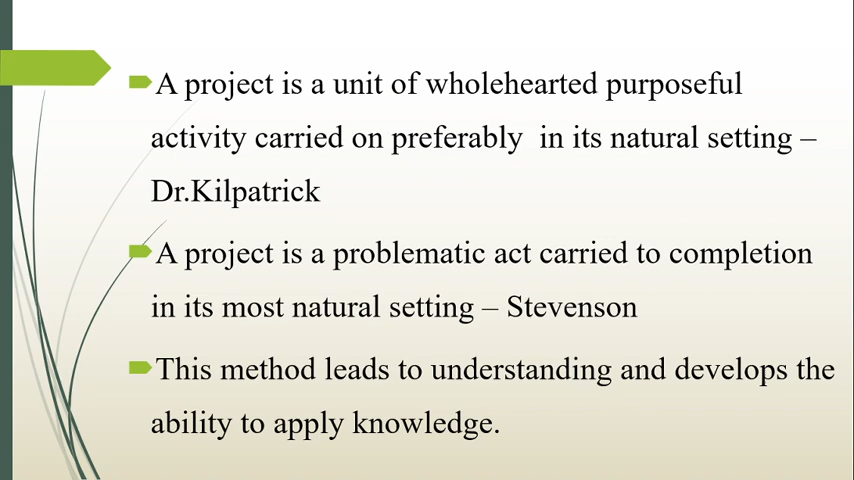 A project is a unit of wholehearted purposeful
activity carried on preferably  in its natural setting –
Dr.Kilpatrick
A project is a problematic act carried to completion
in its most natural setting – Stevenson
This method leads to understanding and develops the
ability to apply knowledge.